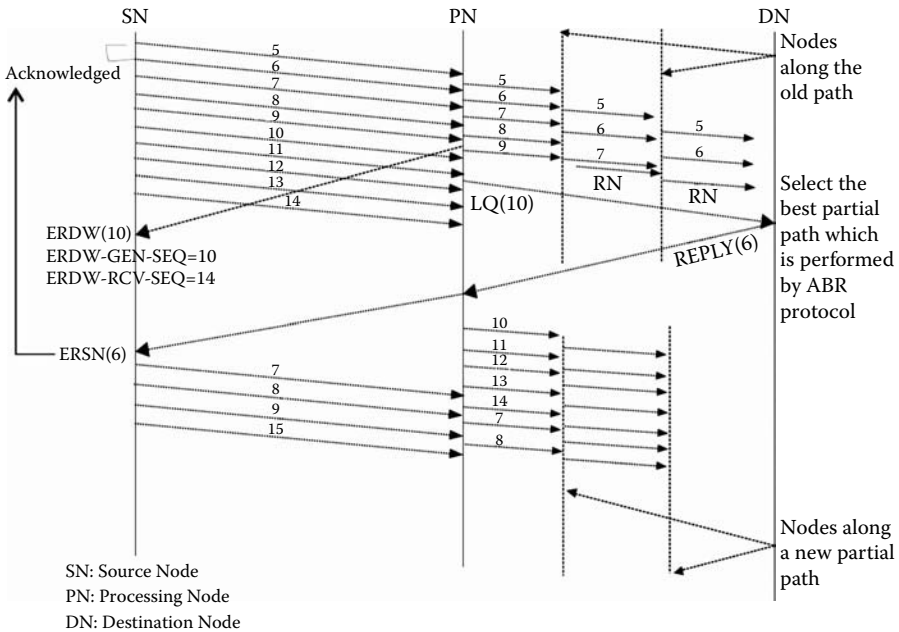 SN
PN
DN
5
6
7
8
9
10
11
12
13
14
Acknowledged
5
6
7
8
9
5
6
7
RN
5
6
RN
Nodes
along the
old path
LQ(10)
Select the
best partial
path which
is performed
by ABR
protocol
ERDW(10)
ERDW-GEN-SEQ=10
ERDW-RCV-SEQ=14
REPLY(6)
ERSN(6)
7
8
9
15
10
11
12
13
14
7
8
Nodes along
a new partial
path
SN: Source Node
PN: Processing Node
DN: Destination Node